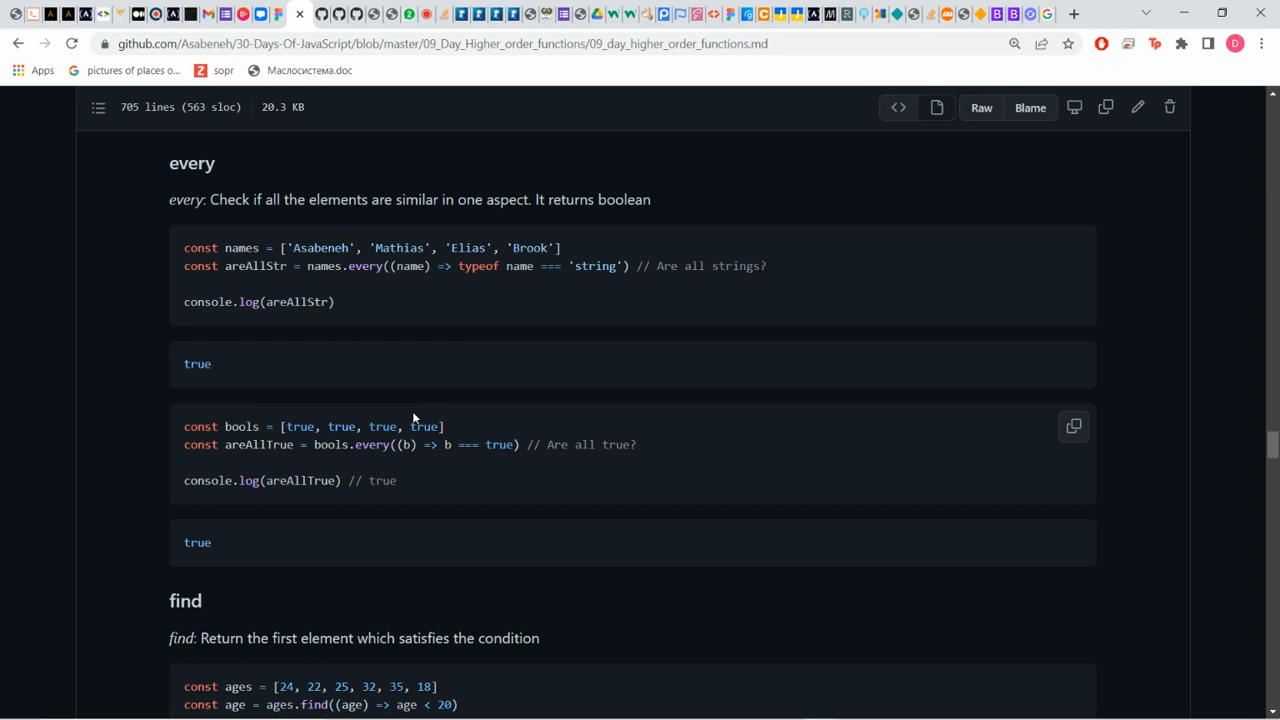 github.com/Asabeneh/30-Days-Of-JavaScript/blob/master/09_Day_Higher_order_functions/09_day_higher_order_functions.md
Apps
pictures of places o...
sopr
Маслосистема.doc
705 lines (563 sloc)
20.3 KB
Raw
Blame
every
every: Check if all the elements are similar in one aspect. It returns boolean
const names = ['Asabeneh', 'Mathias', 'Elias', 'Brook']
const areAllStr = names.every((name) => typeof name === 'string') // Are all strings?
console.log(areAllStr)
true
const bools = [true, true, true, true]
const areAllTrue = bools.every((b) => b === true) // Are all true?
console.log(areAllTrue) // true
true
find
find: Return the first element which satisfies the condition
const ages = [24, 22, 25, 32, 35, 18]
const age = ages.find((age) => age < 20)